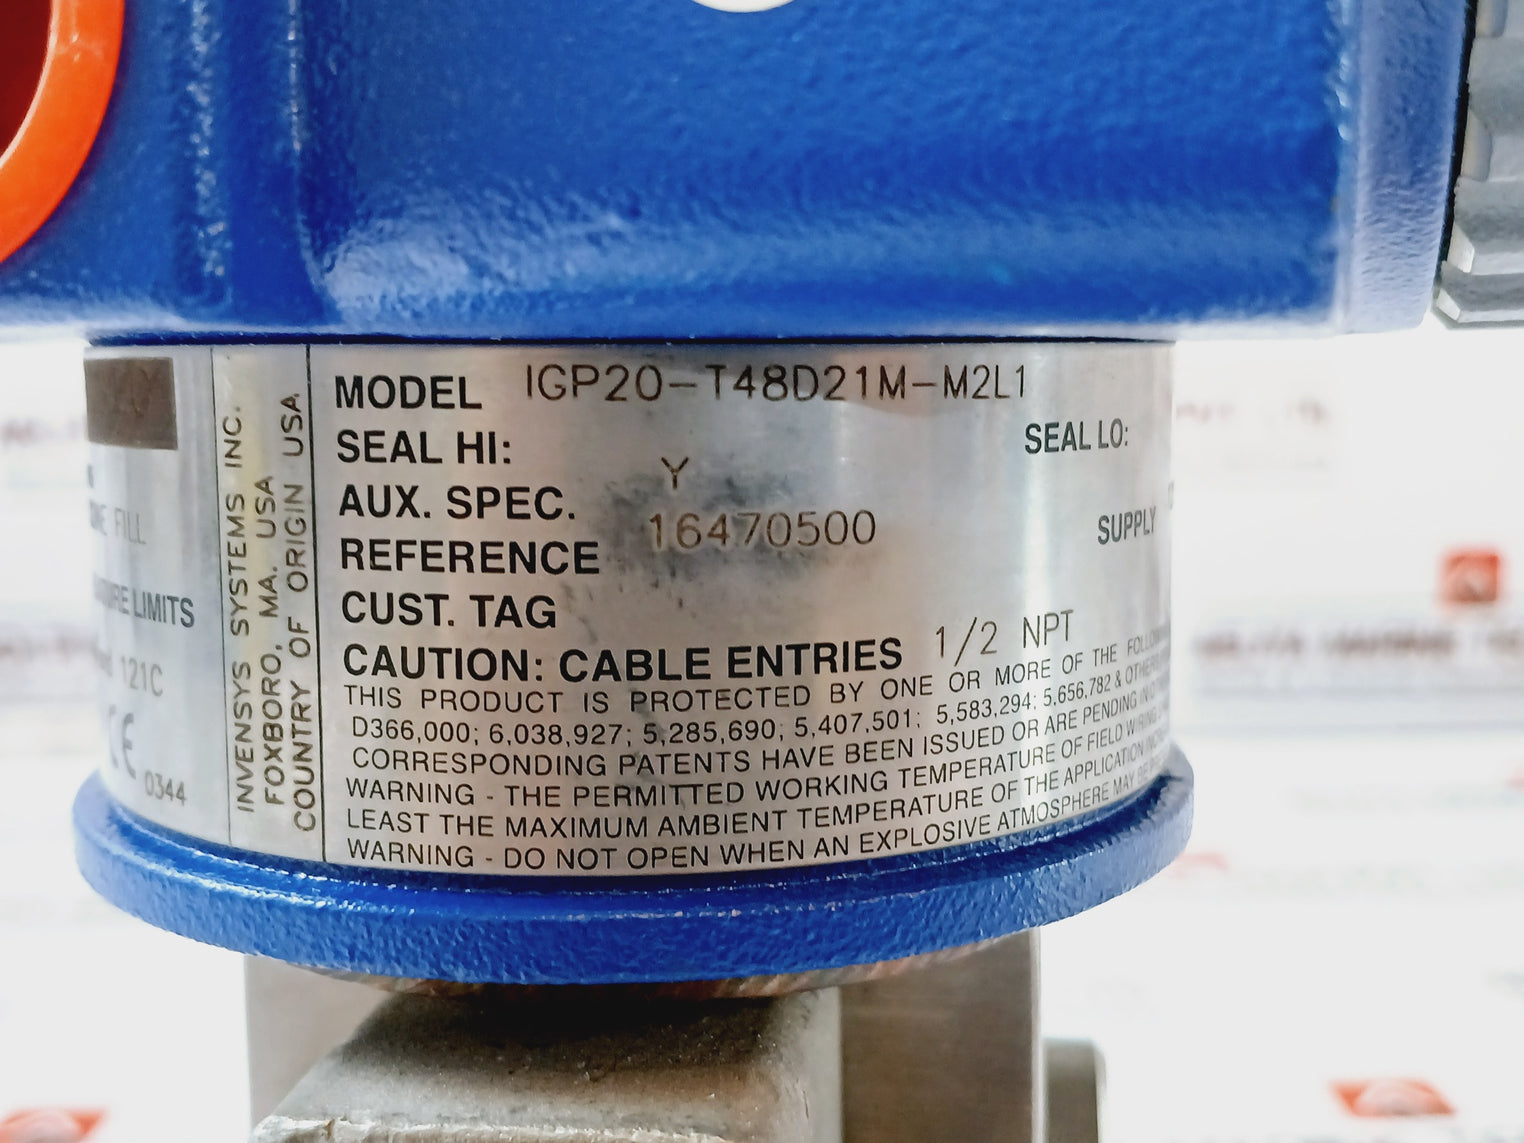 FILL
LIMITS
121C
CE 0344
INVENSYS SYSTEMS INC.
FOXBORO, MA. USA
COUNTRY OF ORIGIN USA
MODEL IGP20-T48D21M-M2L1
SEAL HI: SEAL LO:
AUX. SPEC. Y
REFERENCE 16470500 SUPPLY
CUST. TAG
CAUTION: CABLE ENTRIES 1/2 NPT
THIS PRODUCT IS PROTECTED BY ONE OR MORE OF THE
D366,000; 6,038,927; 5,285,690; 5,407,501; 5,583,294; 5,656,782 &
CORRESPONDING PATENTS HAVE BEEN ISSUED OR ARE PENDING IN
WARNING - THE PERMITTED WORKING TEMPERATURE OF FIELD WIRING
LEAST THE MAXIMUM AMBIENT TEMPERATURE OF THE APPLICATION
WARNING - DO NOT OPEN WHEN AN EXPLOSIVE ATMOSPHERE MAY BE